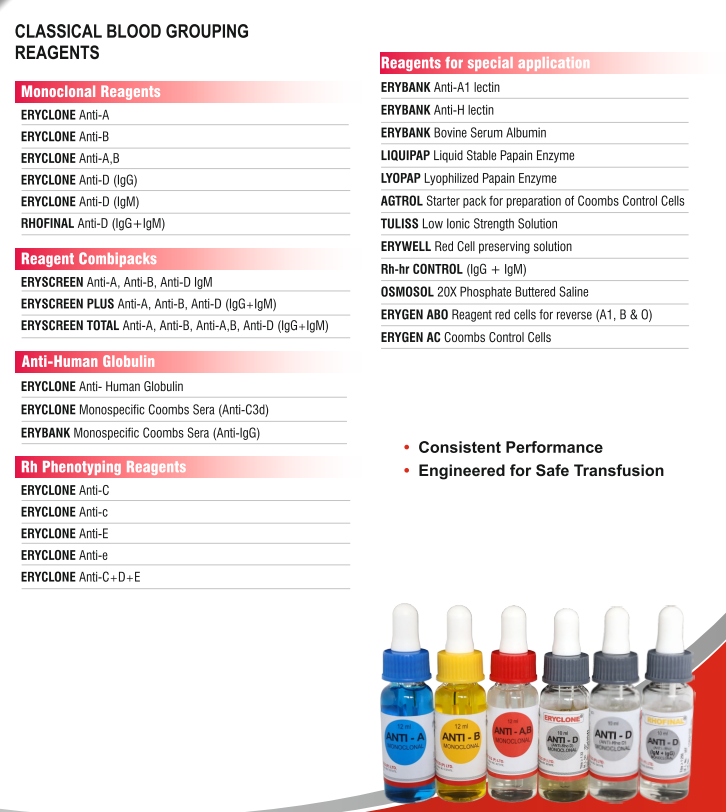 CLASSICAL BLOOD GROUPING
REAGENTS
Monoclonal Reagents
ERYCLONE Anti-A
ERYCLONE Anti-B
ERYCLONE Anti-A,B
ERYCLONE Anti-D (IgG)
ERYCLONE Anti-D (IgM)
RHOFINAL Anti-D (IgG+IgM)
Reagent Combipacks
ERYSCREEN Anti-A, Anti-B, Anti-D IgM
ERYSCREEN PLUS Anti-A, Anti-B, Anti-D (IgG+IgM)
ERYSCREEN TOTAL Anti-A, Anti-B, Anti-A,B, Anti-D (IgG+IgM)
Anti-Human Globulin
ERYCLONE Anti- Human Globulin
ERYCLONE Monospecific Coombs Sera (Anti-C3d)
ERYBANK Monospecific Coombs Sera (Anti-IgG)
Rh Phenotyping Reagents
ERYCLONE Anti-C
ERYCLONE Anti-c
ERYCLONE Anti-E
ERYCLONE Anti-e
ERYCLONE Anti-C+D+E
Reagents for special application
ERYBANK Anti-A1 lectin
ERYBANK Anti-H lectin
ERYBANK Bovine Serum Albumin
LIQUIPAP Liquid Stable Papain Enzyme
LYOPAP Lyophilized Papain Enzyme
AGTROL Starter pack for preparation of Coombs Control Cells
TULISS Low Ionic Strength Solution
ERYWELL Red Cell preserving solution
Rh-hr CONTROL (IgG + IgM)
OSMOSOL 20X Phosphate Buttered Saline
ERYGEN ABO Reagent red cells for reverse (A1, B & O)
ERYGEN AC Coombs Control Cells
• Consistent Performance
• Engineered for Safe Transfusion
12 ml
ANTI - A
MONOCLONAL
12 ml
ANTI - B
MONOCLONAL
10 ml
ANTI - A,B
MONOCLONAL
ERYCLONE
10 ml
ANTI - D
MONOCLONAL
10 ml
ANTI - D
MONOCLONAL
RHOFINAL
10 ml
ANTI - D
(IgM + IgG)
MONOCLONAL